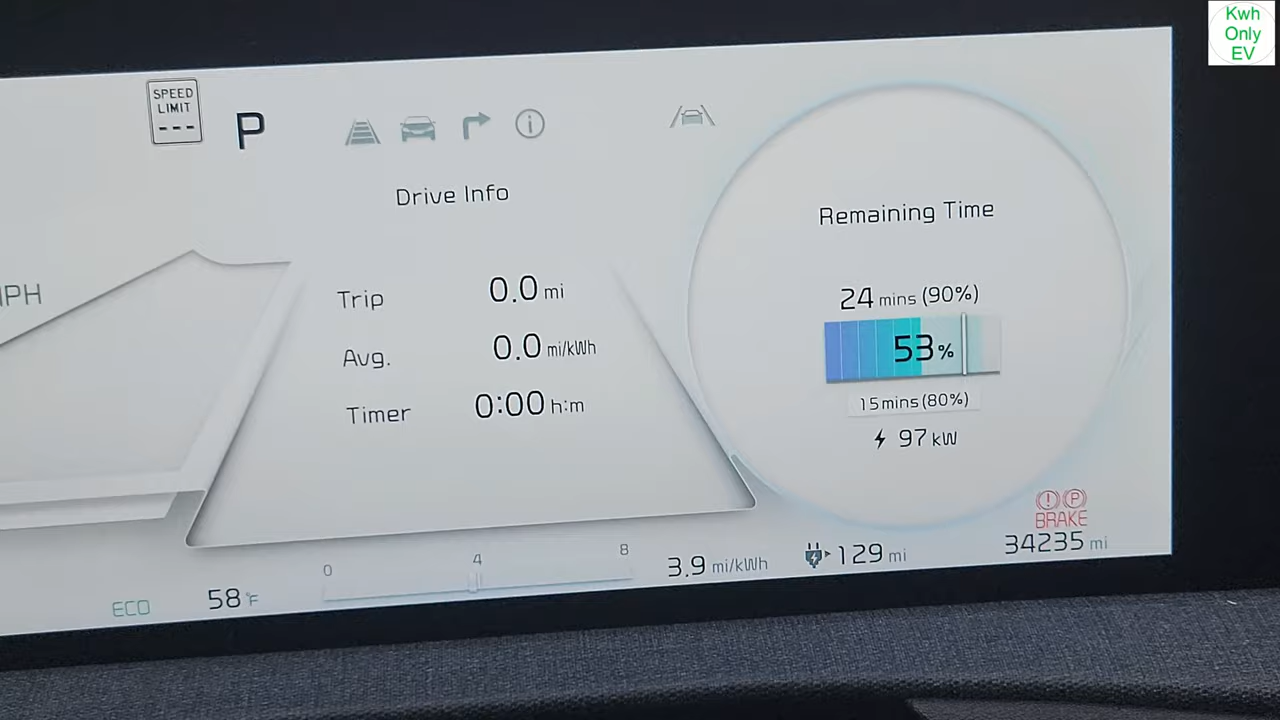 Kwh
Only
EV
SPEED
LIMIT
---
P
Drive Info
MPH
Trip 0.0 mi
Avg. 0.0 mi/kWh
Timer 0:00 h:m
Remaining Time
24 mins (90%)
53%
15mins (80%)
97 kW
BRAKE
34235 mi
0 4 8
3.9 mi/kWh
129 mi
ECO
58°F